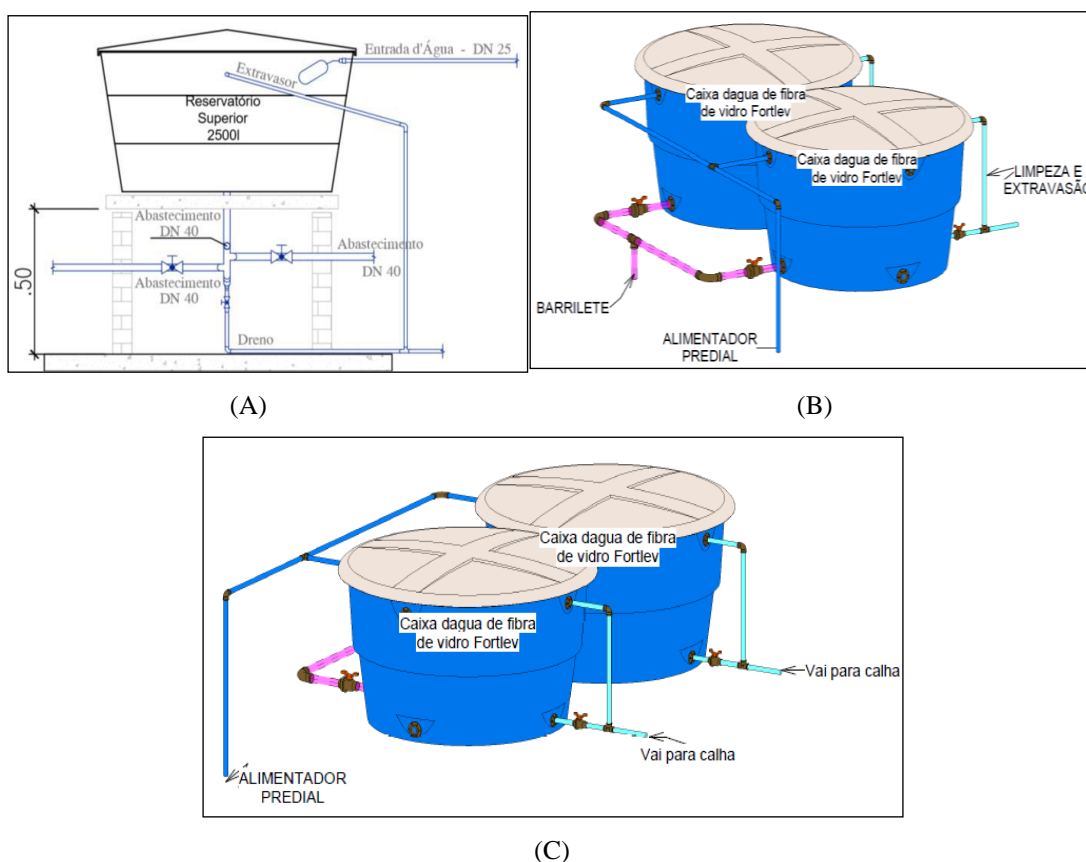 Entrada d'Água - DN 25
Extravasor
Reservatório
Superior
2500l
Abastecimento
DN 40
Abastecimento
DN 40
Abastecimento
DN 40
.50
Dreno
(A)
Caixa dagua de fibra
de vidro Fortlev
Caixa dagua de fibra
de vidro Fortlev
LIMPEZA E
EXTRAVASÃO
BARRILETE
ALIMENTADOR
PREDIAL
(B)
Caixa dagua de fibra
de vidro Fortlev
Caixa dagua de fibra
de vidro Fortlev
Vai para calha
Vai para calha
ALIMENTADOR
PREDIAL
(C)